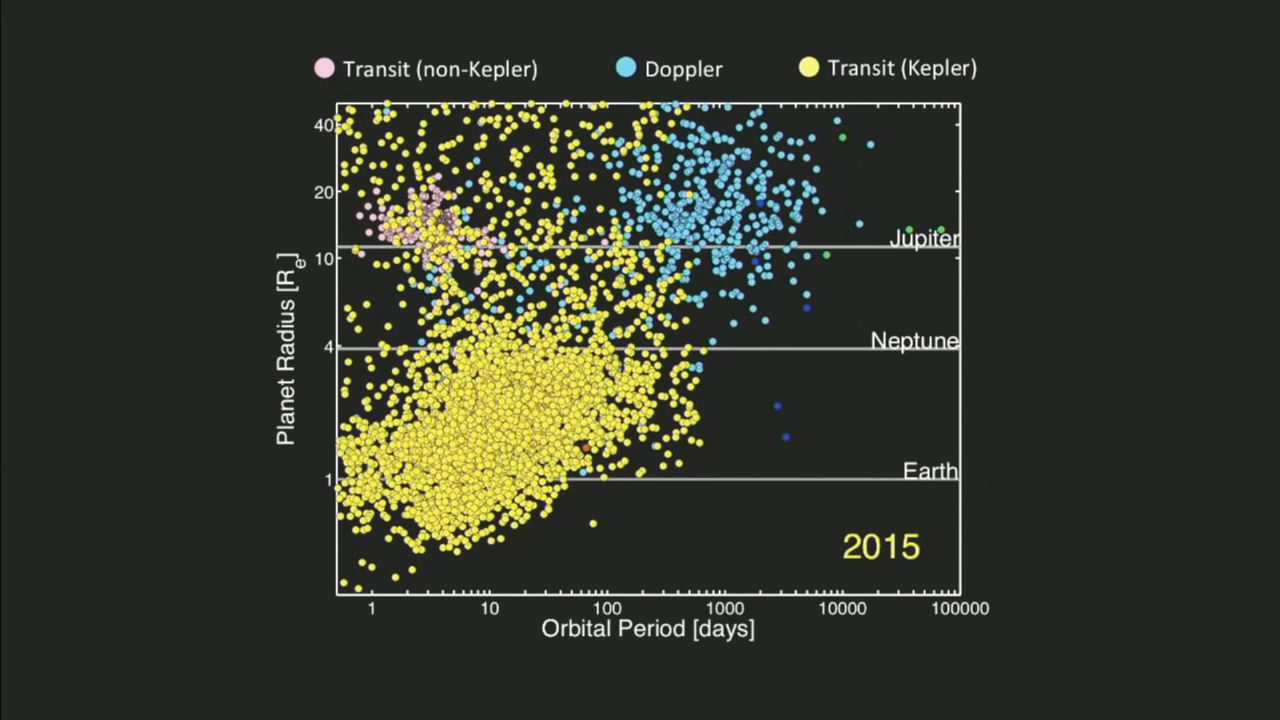 Transit (non-Kepler) Doppler Transit (Kepler)
40
20
10
4
1
Planet Radius [Re]
Jupiter
Neptune
Earth
2015
1 10 100 1000 10000 100000
Orbital Period [days]